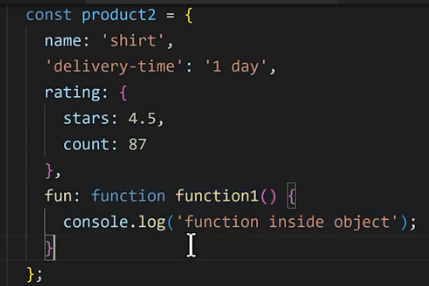 const product2 = {
  name: 'shirt',
  'delivery-time': '1 day',
  rating: {
    stars: 4.5,
    count: 87
  },
  fun: function function1() {
    console.log('function inside object');
  }
};